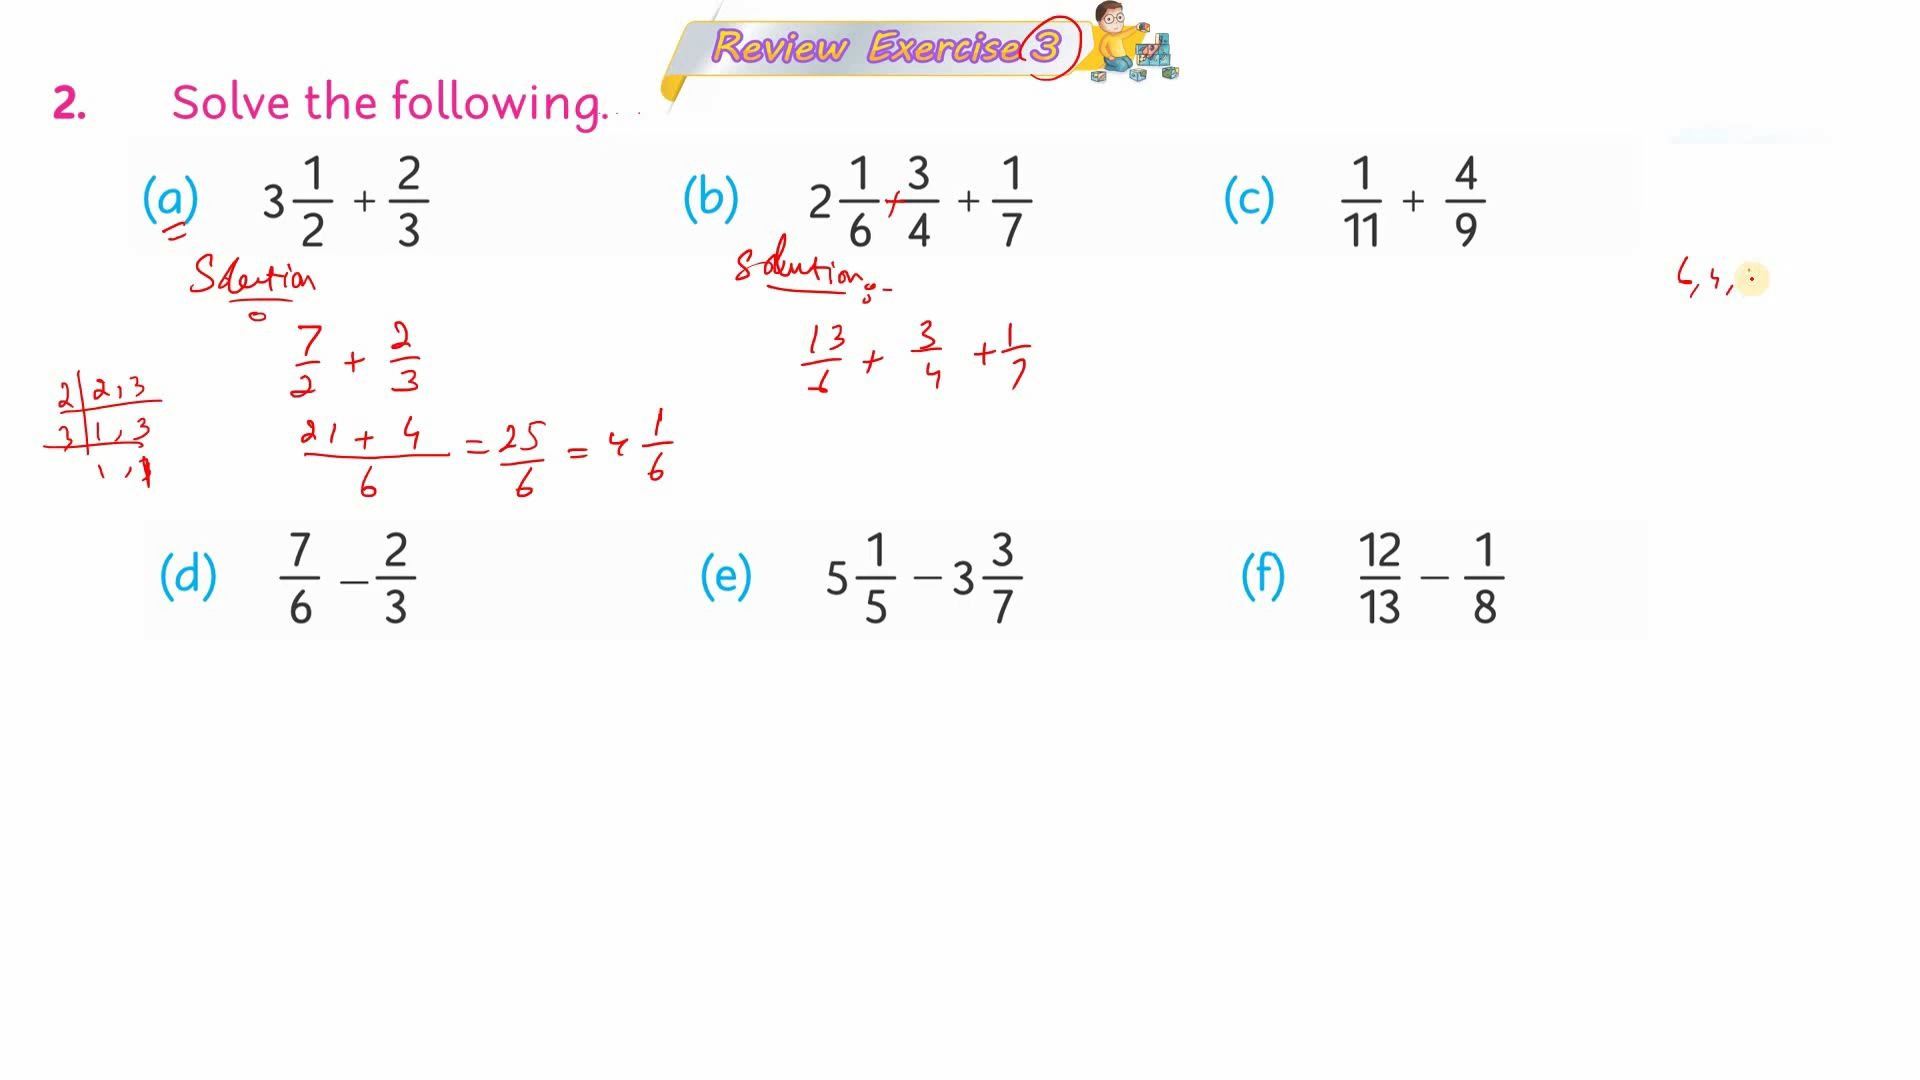 Review Exercise 3
2. Solve the following.
(a) 3 1/2 + 2/3
(b) 2 1/6 + 3/4 + 1/7
(c) 1/11 + 4/9
Solution
7/2 + 2/3
2 | 2, 3
3 | 1, 3
1, 1
21 + 4 / 6 = 25/6 = 4 1/6
Solution:-
13/6 + 3/4 + 1/7
6, 4,
(d) 7/6 − 2/3
(e) 5 1/5 − 3 3/7
(f) 12/13 − 1/8